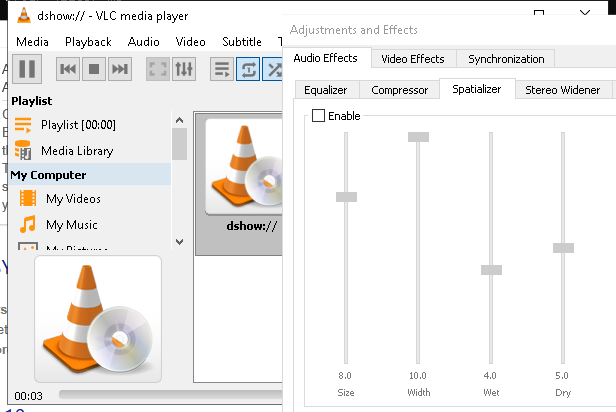 dshow:// - VLC media player
Media Playback Audio Video Subtitle
Playlist
Playlist [00:00]
Media Library
My Computer
My Videos
My Music
My Pictures
dshow://
00:03
Adjustments and Effects
Audio Effects Video Effects Synchronization
Equalizer Compressor Spatializer Stereo Widener
Enable
8.0 10.0 4.0 5.0
Size Width Wet Dry